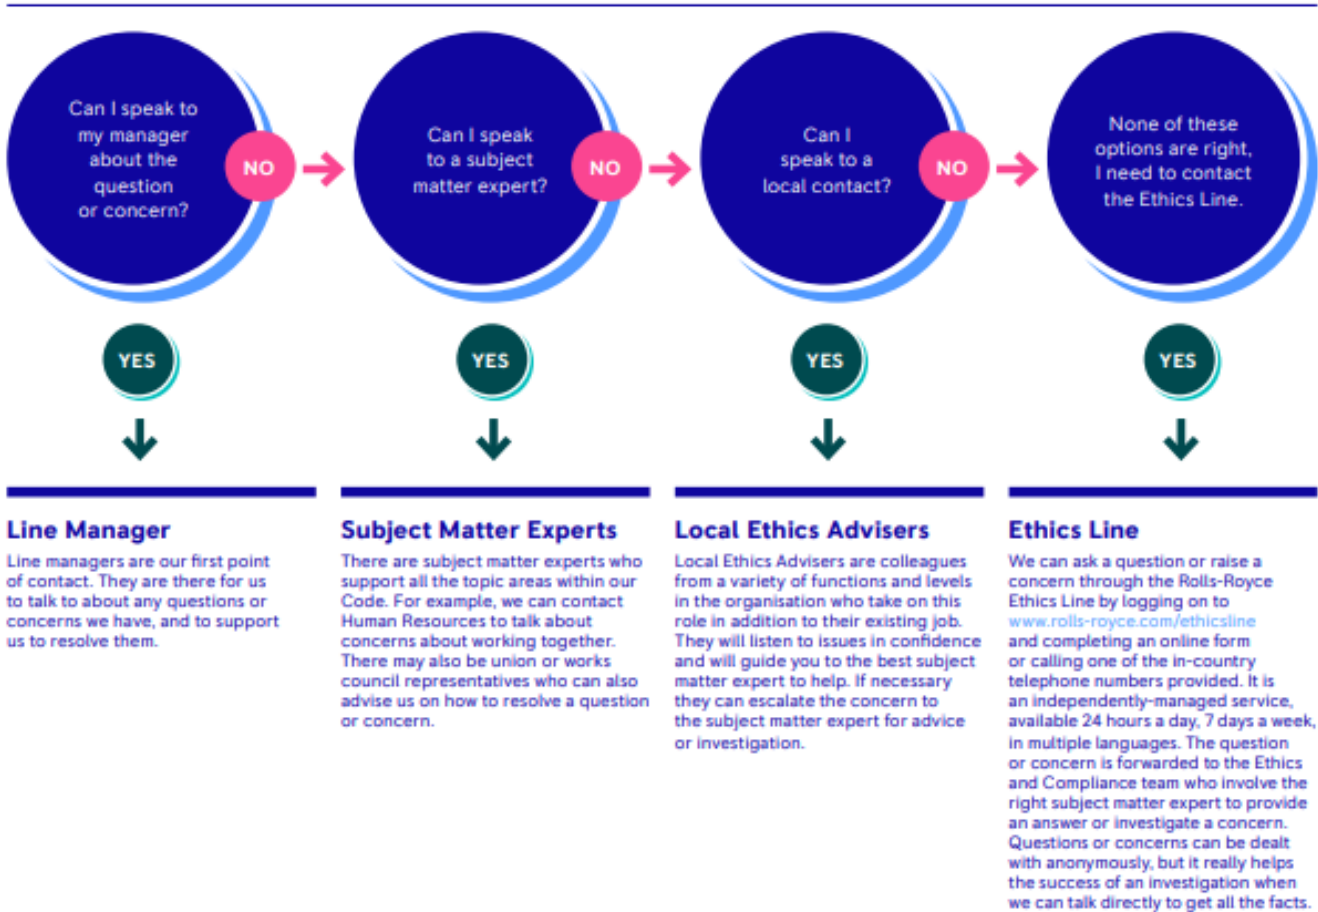 Can I speak to
my manager
about the
question
or concern?
NO
Can I speak
to a subject
matter expert?
NO
Can I
speak to a
local contact?
NO
None of these
options are right,
I need to contact
the Ethics Line.
YES
YES
YES
YES
Line Manager
Line managers are our first point
of contact. They are there for us
to talk to about any questions or
concerns we have, and to support
us to resolve them.
Subject Matter Experts
There are subject matter experts who
support all the topic areas within our
Code. For example, we can contact
Human Resources to talk about
concerns about working together.
There may also be union or works
council representatives who can also
advise us on how to resolve a question
or concern.
Local Ethics Advisers
Local Ethics Advisers are colleagues
from a variety of functions and levels
in the organisation who take on this
role in addition to their existing job.
They will listen to issues in confidence
and will guide you to the best subject
matter expert to help. If necessary
they can escalate the concern to
the subject matter expert for advice
or investigation.
Ethics Line
We can ask a question or raise a
concern through the Rolls-Royce
Ethics Line by logging on to
www.rolls-royce.com/ethicsline
and completing an online form
or calling one of the in-country
telephone numbers provided. It is
an independently-managed service,
available 24 hours a day, 7 days a week,
in multiple languages. The question
or concern is forwarded to the Ethics
and Compliance team who involve the
right subject matter expert to provide
an answer or investigate a concern.
Questions or concerns can be dealt
with anonymously, but it really helps
the success of an investigation when
we can talk directly to get all the facts.